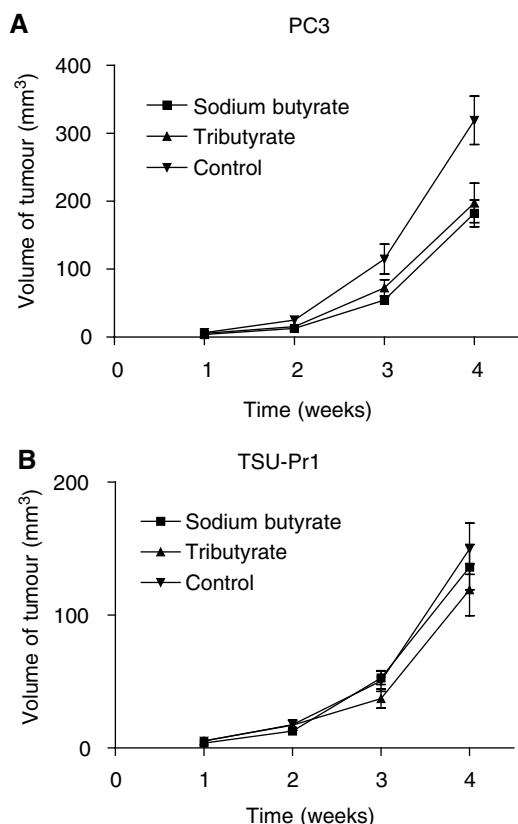 A
PC3
Volume of tumour (mm³)
400
300
200
100
0
Sodium butyrate
Tributyrate
Control
0 1 2 3 4
Time (weeks)
B
TSU-Pr1
Volume of tumour (mm³)
200
100
0
Sodium butyrate
Tributyrate
Control
0 1 2 3 4
Time (weeks)